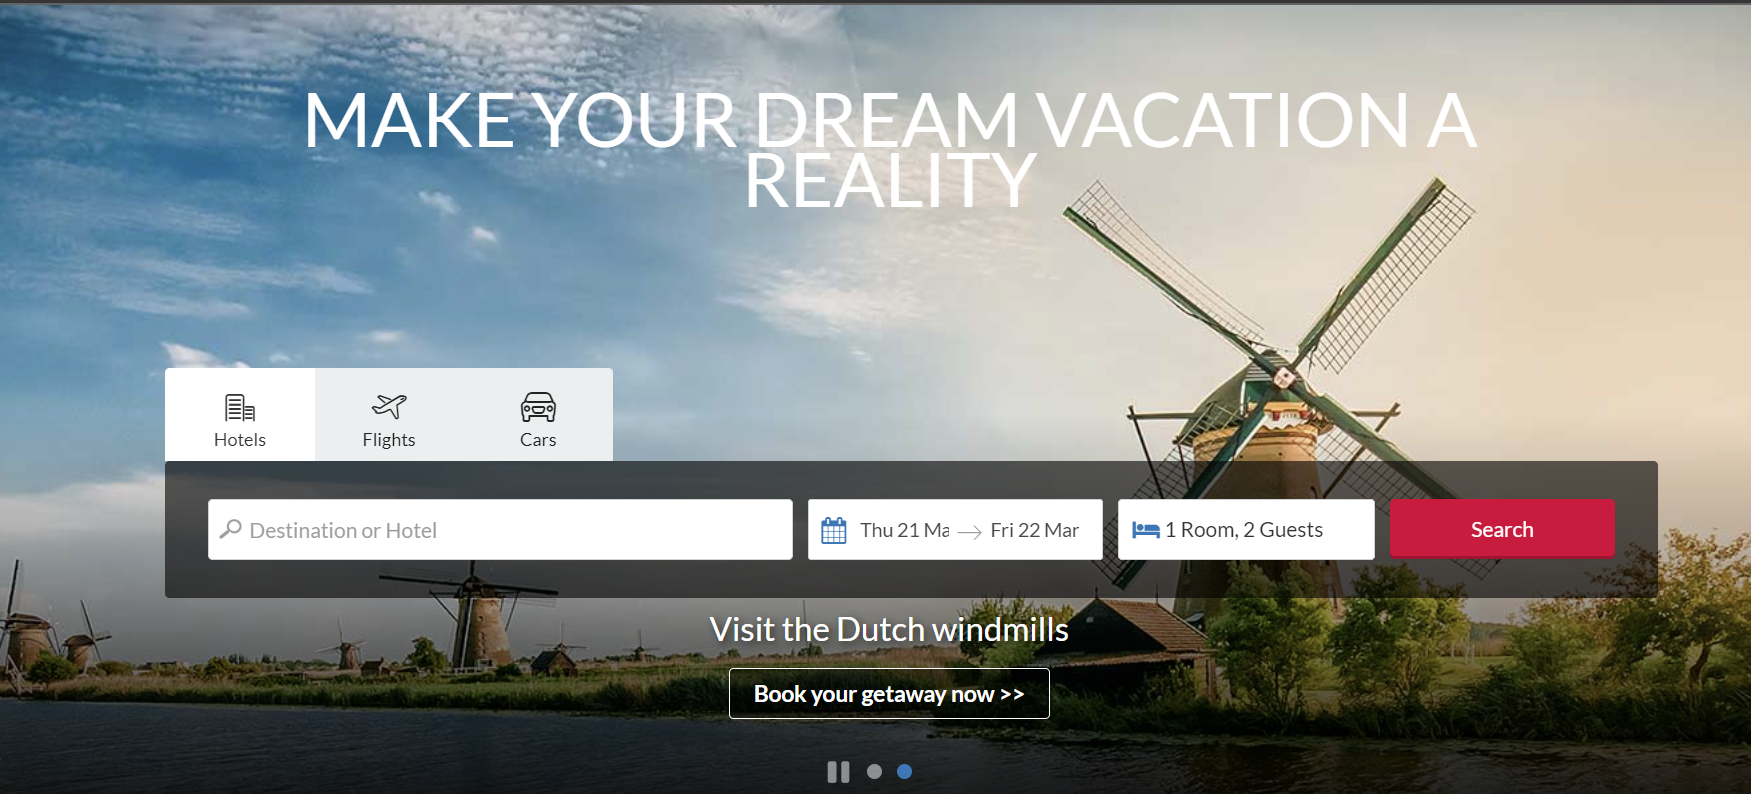 MAKE YOUR DREAM VACATION A
REALITY
Hotels
Flights
Cars
Destination or Hotel
Thu 21 Ma
Fri 22 Mar
1 Room, 2 Guests
Search
Visit the Dutch windmills
Book your getaway now >>